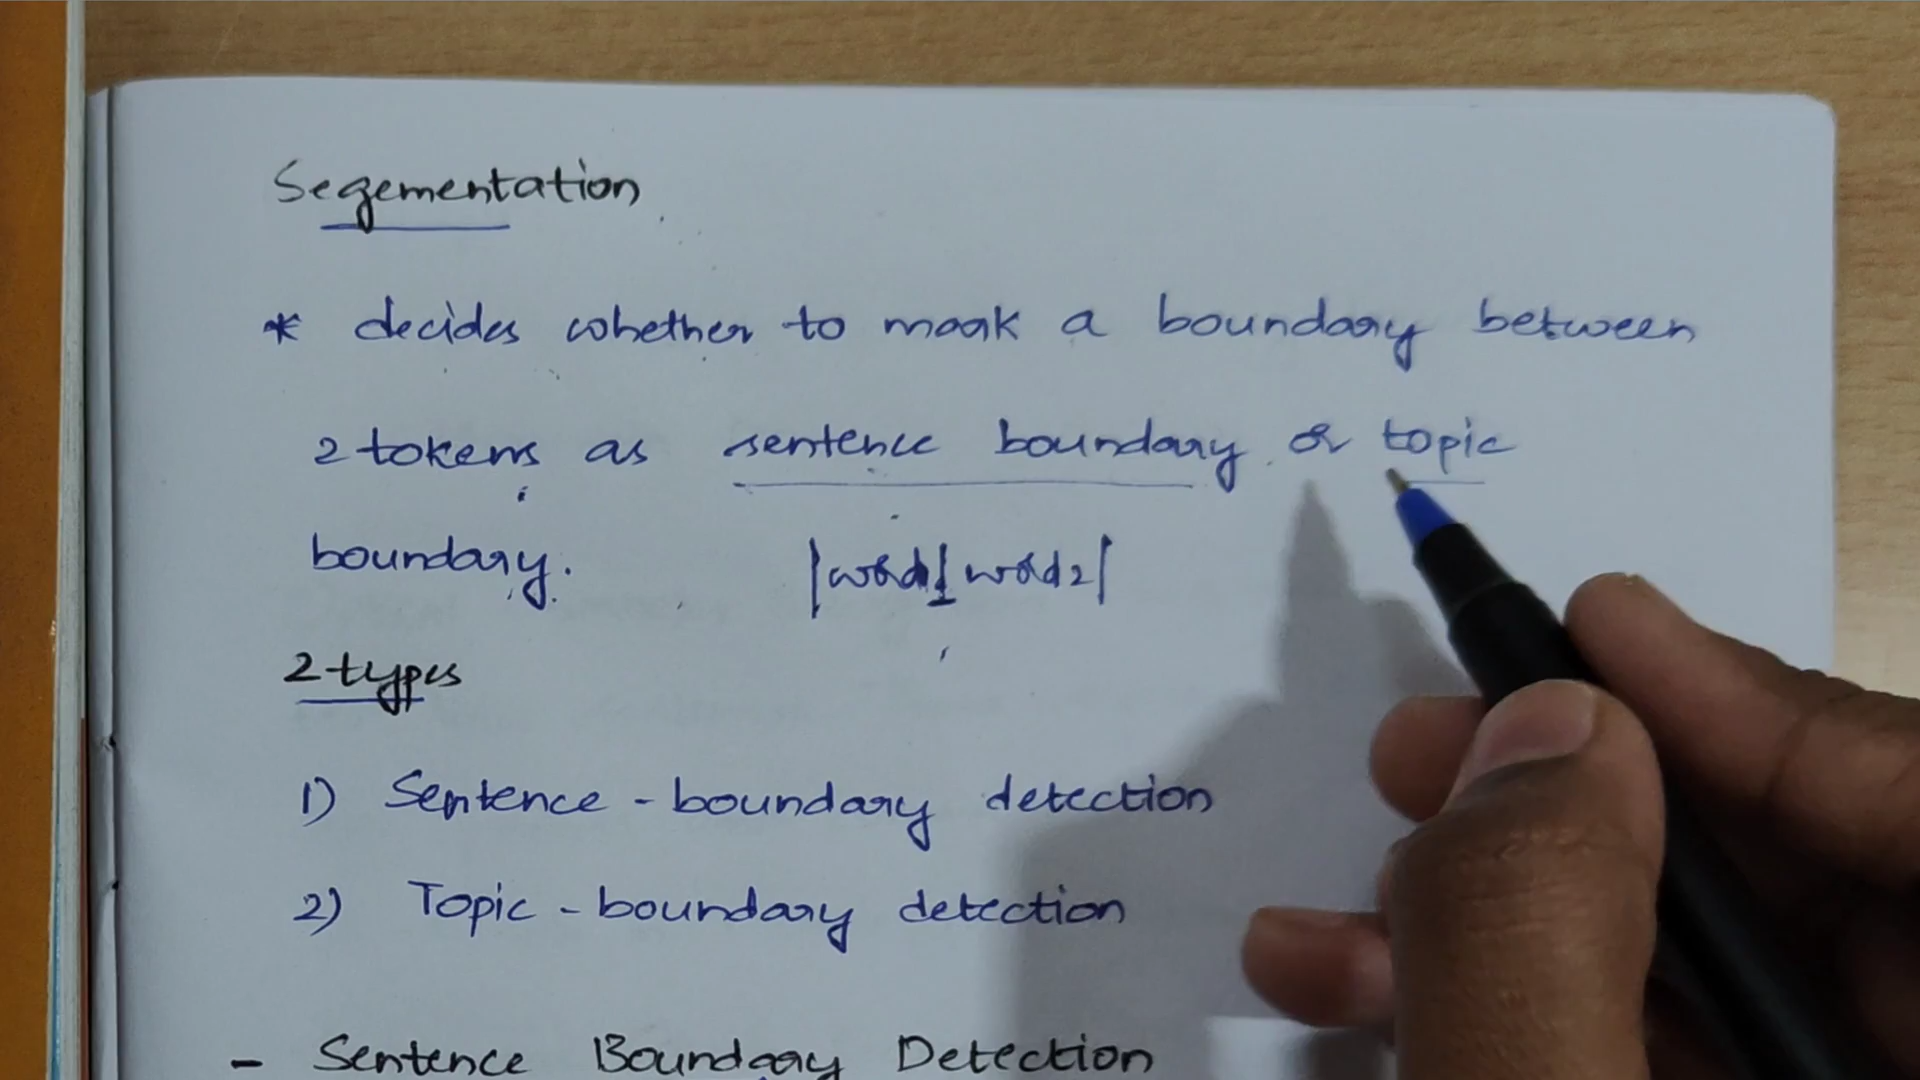 Segementation
* decides whether to mark a boundary between
2 tokens as sentence boundary or topic
boundary.
|word1|word2|
2 types
1) Sentence - boundary detection
2) Topic - boundary detection
- Sentence Boundary Detection